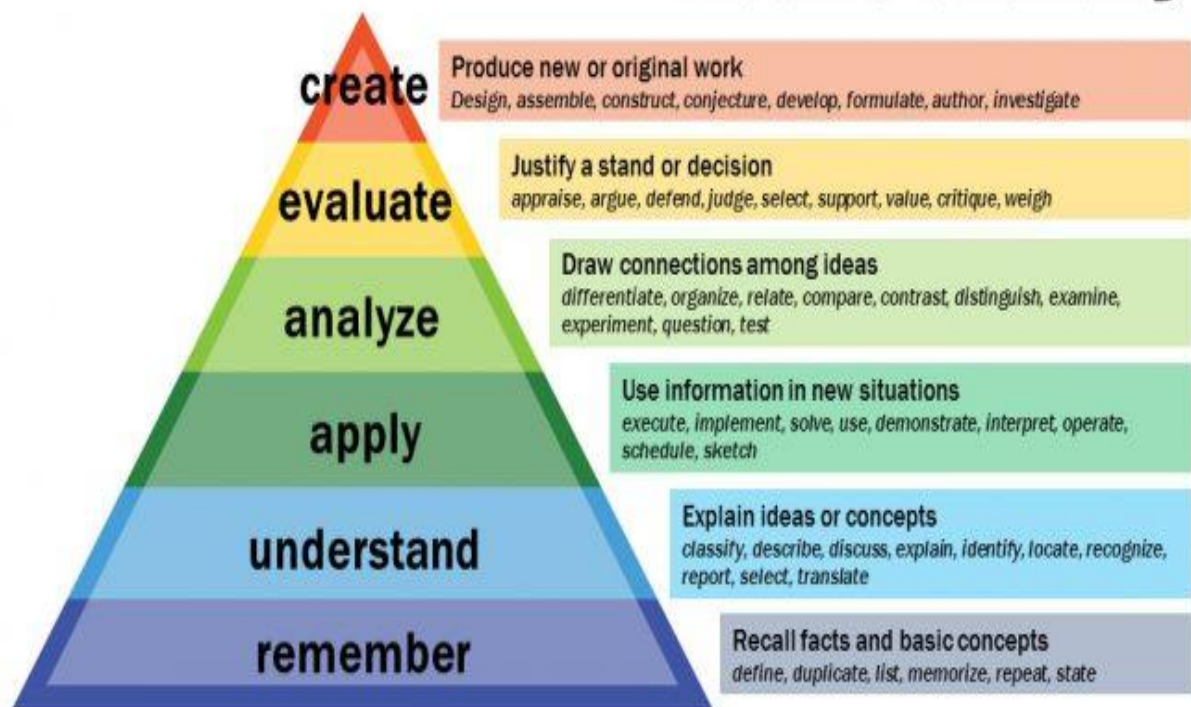 create
Produce new or original work
Design, assemble, construct, conjecture, develop, formulate, author, investigate
evaluate
Justify a stand or decision
appraise, argue, defend, judge, select, support, value, critique, weigh
analyze
Draw connections among ideas
differentiate, organize, relate, compare, contrast, distinguish, examine,
experiment, question, test
apply
Use information in new situations
execute, implement, solve, use, demonstrate, interpret, operate,
schedule, sketch
understand
Explain ideas or concepts
classify, describe, discuss, explain, identify, locate, recognize,
report, select, translate
remember
Recall facts and basic concepts
define, duplicate, list, memorize, repeat, state